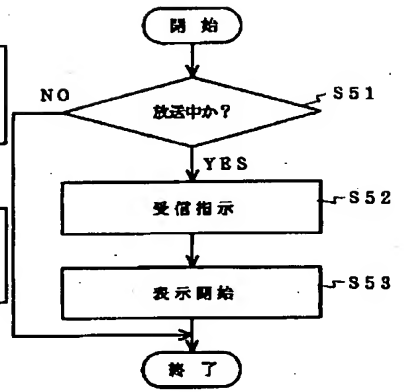 開始
放送中か?
S51
NO
YES
受信指示
S52
表示開始
S53
終了